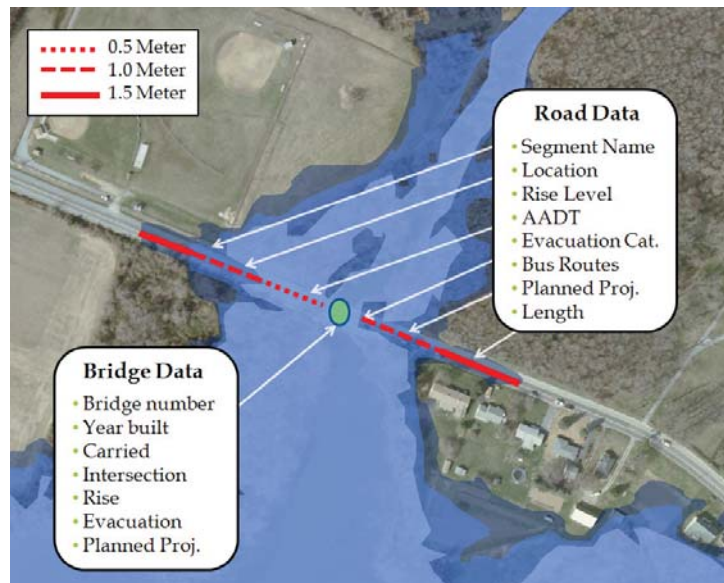 0.5 Meter
1.0 Meter
1.5 Meter
Road Data
• Segment Name
• Location
• Rise Level
• AADT
• Evacuation Cat.
• Bus Routes
• Planned Proj.
• Length
Bridge Data
• Bridge number
• Year built
• Carried
• Intersection
• Rise
• Evacuation
• Planned Proj.